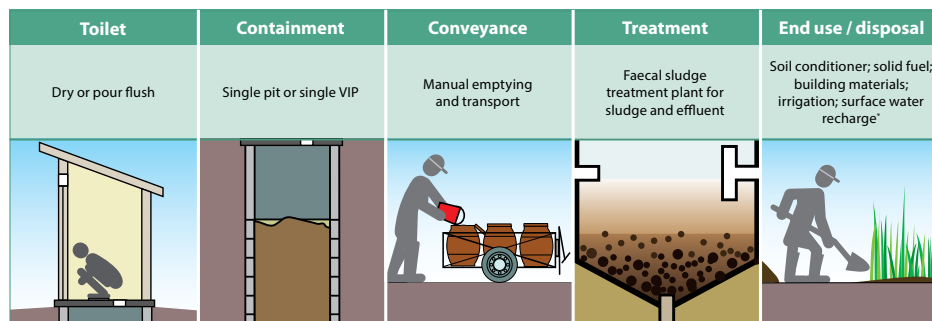 Toilet
Containment
Conveyance
Treatment
End use / disposal
Dry or pour flush
Single pit or single VIP
Manual emptying
and transport
Faecal sludge
treatment plant for
sludge and effluent
Soil conditioner; solid fuel;
building materials;
irrigation; surface water
recharge*